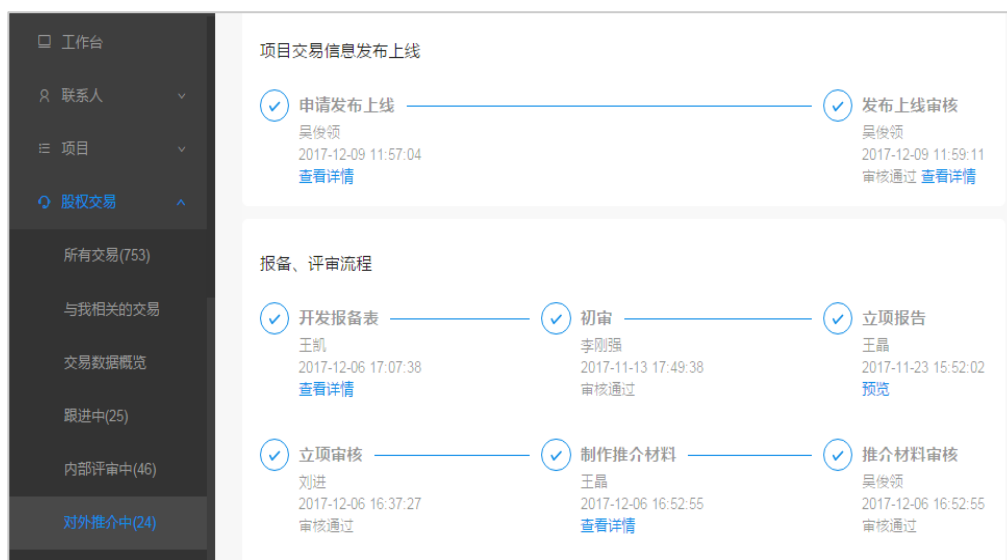 工作台
联系人
项目
股权交易
所有交易(753)
与我相关的交易
交易数据概览
跟进中(25)
内部评审中(46)
对外推介中(24)
项目交易信息发布上线
申请发布上线
吴俊领
2017-12-09 11:57:04
查看详情
发布上线审核
吴俊领
2017-12-09 11:59:11
审核通过 查看详情
报备、评审流程
开发报备表
王凯
2017-12-06 17:07:38
查看详情
初审
李刚强
2017-11-13 17:49:38
审核通过
立项报告
王晶
2017-11-23 15:52:02
预览
立项审核
刘进
2017-12-06 16:37:27
审核通过
制作推介材料
王晶
2017-12-06 16:52:55
查看详情
推介材料审核
吴俊领
2017-12-06 16:52:55
审核通过